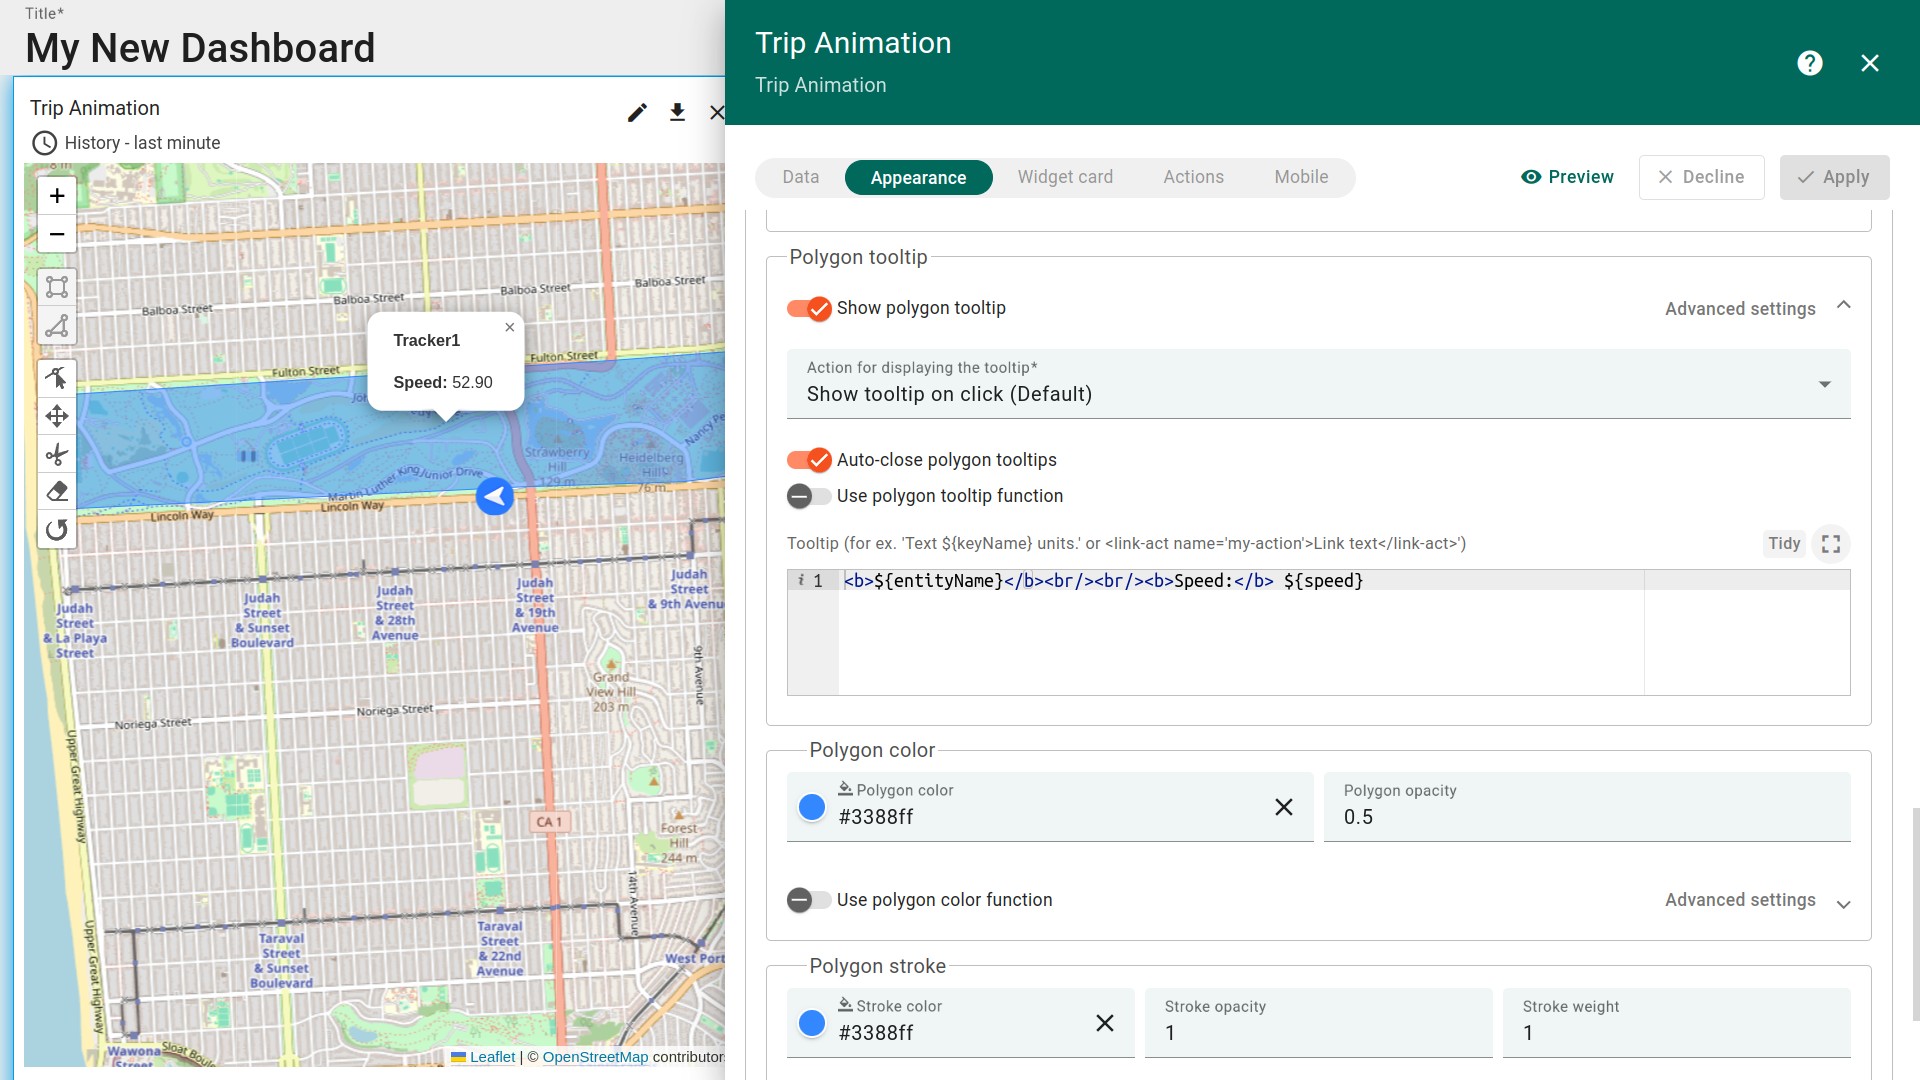 Title*
My New Dashboard
Trip Animation
History - last minute
+
−
Balboa Street
Balboa Street
Balboa Street
Balboa Street
Tracker1
×
Speed: 52.90
Fulton Street
Fulton Street
Nancy Pe
Strawberry
Hill
129 m
Heidelberg
Hill
76 m
Martin Luther King Junior Drive
Lincoln Way
Lincoln Way
Judah
Street
& La Playa
Street
Judah
Street
& Sunset
Boulevard
Judah
Street
& 28th
Avenue
Judah
Street
& 19th
Avenue
Judah
Street
& 9th Avenu
9th Avenue
Grand
View Hill
203 m
Noriega Street
Noriega Street
Upper Great Highway
CA 1
Forest
Hill
244 m
14th Avenue
Upper Great Highway
Taraval
Street
& Sunset
Boulevard
Taraval
Street
& 22nd
Avenue
West Port
Wawona
Street
Sloat Boule
Leaflet | © OpenStreetMap contributor
Trip Animation
Trip Animation
?
Data
Appearance
Widget card
Actions
Mobile
Preview
Decline
Apply
Polygon tooltip
Show polygon tooltip
Advanced settings
Action for displaying the tooltip*
Show tooltip on click (Default)
Auto-close polygon tooltips
Use polygon tooltip function
Tooltip (for ex. 'Text ${keyName} units.' or <link-act name='my-action'>Link text</link-act>')
Tidy
i 1 <b>${entityName}</b><br/><br/><b>Speed:</b> ${speed}
Polygon color
Polygon color
#3388ff
Polygon opacity
0.5
Use polygon color function
Advanced settings
Polygon stroke
Stroke color
#3388ff
Stroke opacity
1
Stroke weight
1